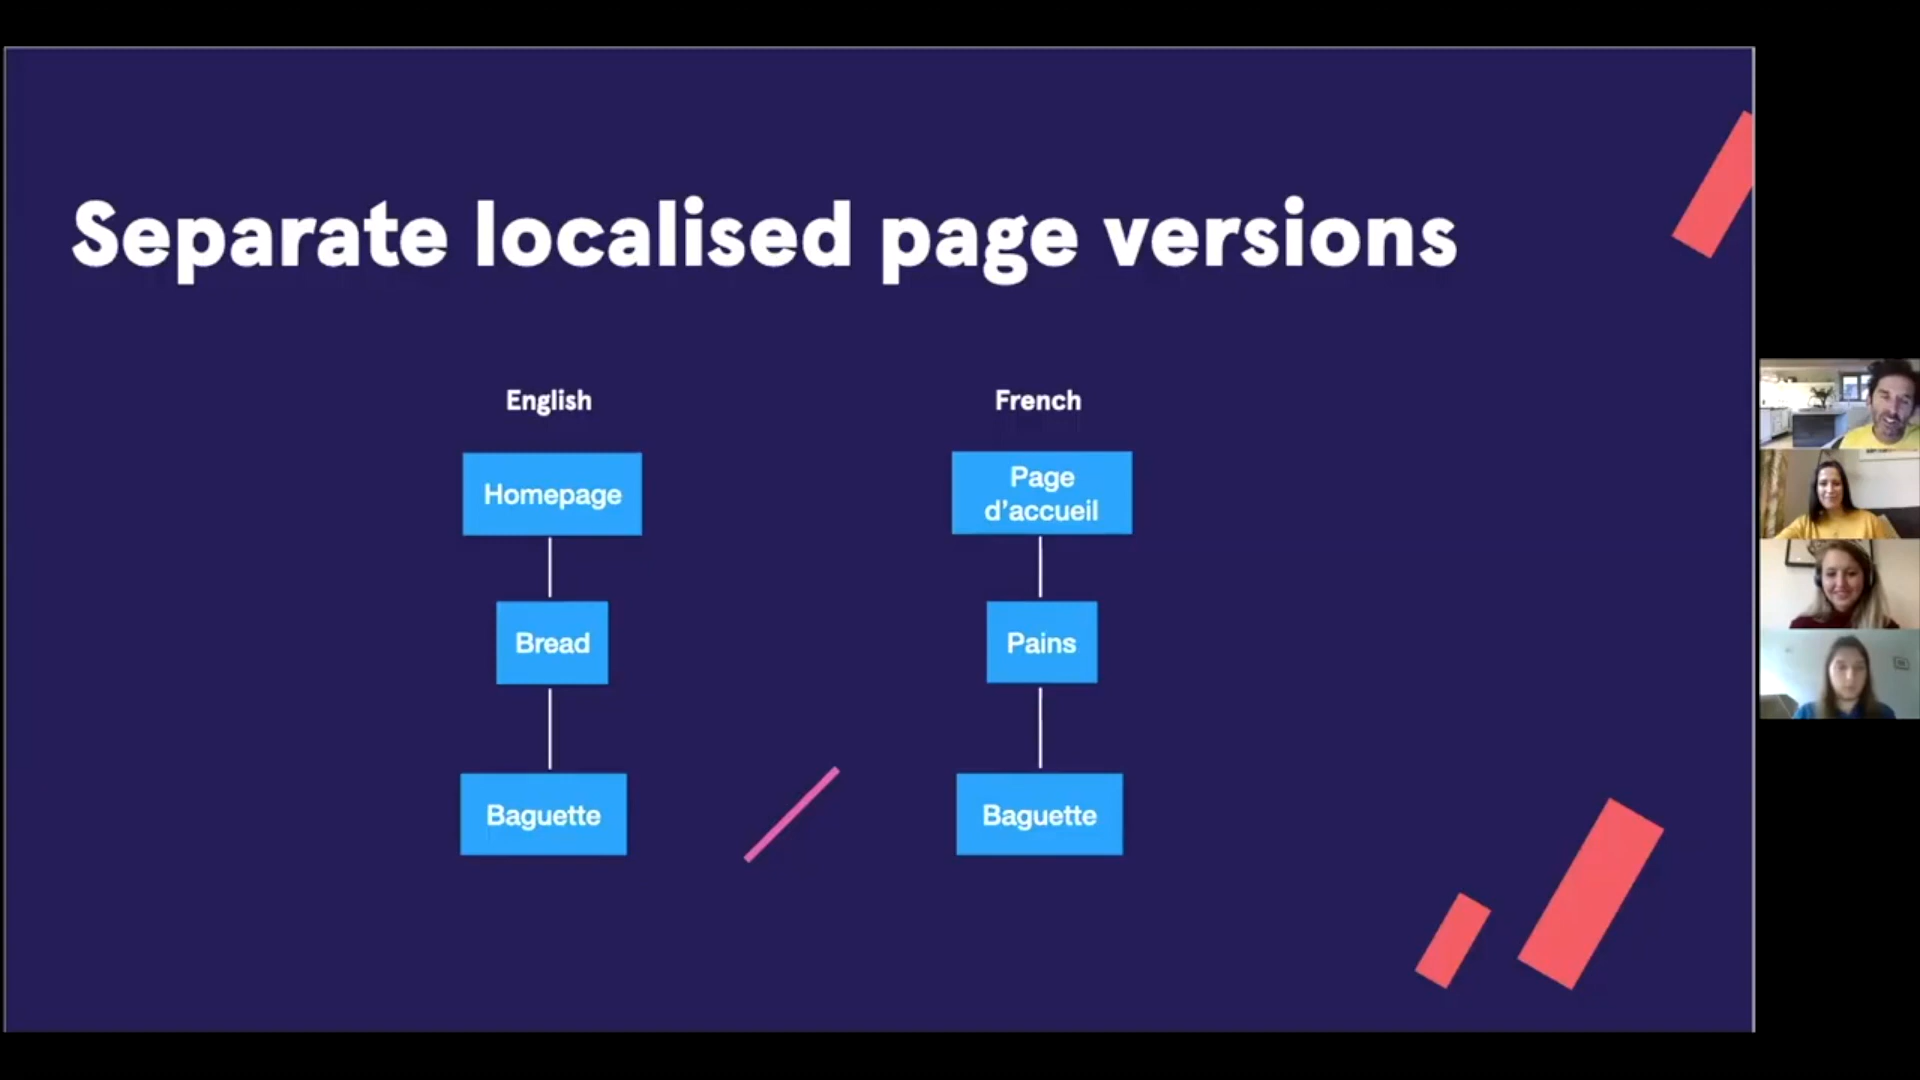 Separate localised page versions
English
French
Homepage
Page
d’accueil
Bread
Pains
Baguette
Baguette